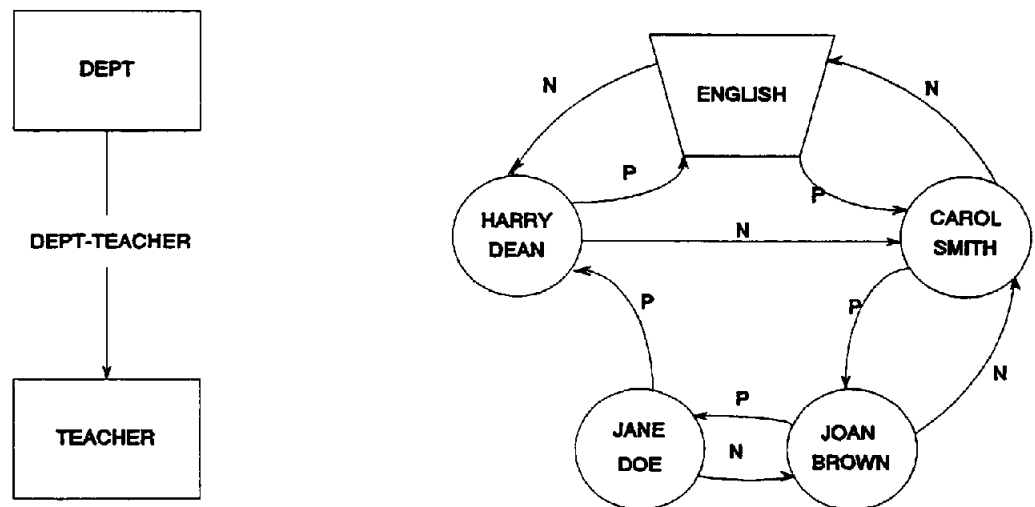 DEPT
DEPT-TEACHER
TEACHER
ENGLISH
N
N
P
P
HARRY
DEAN
N
CAROL
SMITH
P
P
N
P
JANE
DOE
N
JOAN
BROWN